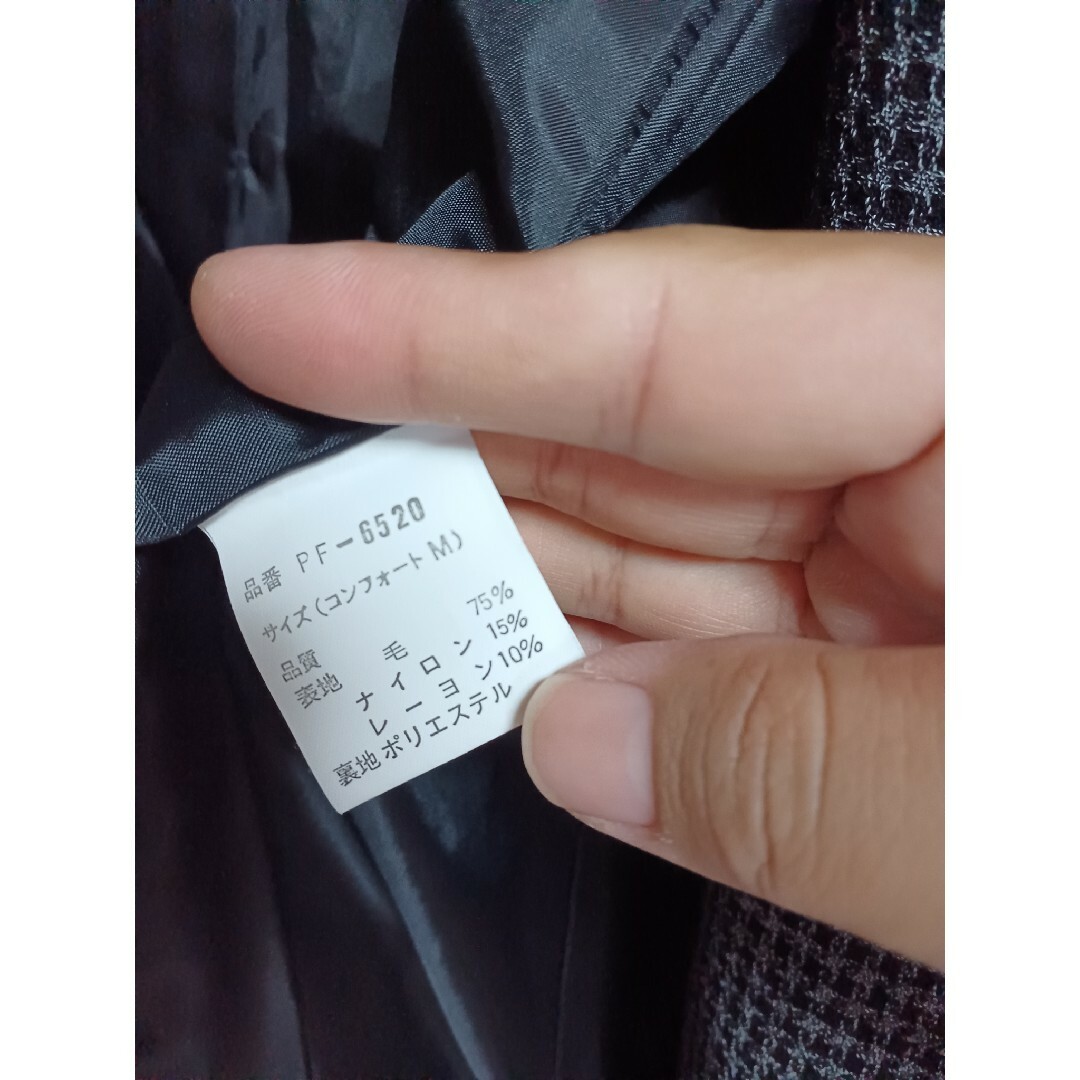 品番 PF-6520
サイズ(コンフォートM)
品質 毛 75%
表地 ナイロン 15%
レーヨン 10%
裏地 ポリエステル